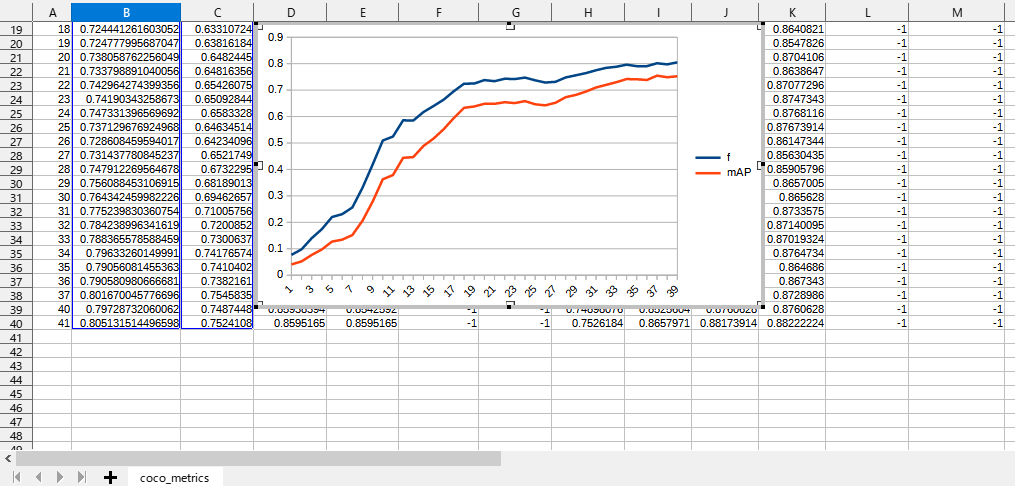 A B C D E F G H I J K L M
19 18 0.724441261603052 0.63310724 0.8640821 -1 -1
20 19 0.724777995687047 0.63816184 0.8547826 -1 -1
21 20 0.738058762256049 0.6482445 0.8704106 -1 -1
22 21 0.733798891040056 0.64816356 0.8638647 -1 -1
23 22 0.742964274399356 0.65426075 0.87077296 -1 -1
24 23 0.74190343258673 0.65092844 0.8747343 -1 -1
25 24 0.747331396569692 0.6583328 0.8768116 -1 -1
26 25 0.737129676924968 0.64634514 0.87673914 -1 -1
27 26 0.728608459594017 0.64234096 0.86147344 -1 -1
28 27 0.731437780845237 0.6521749 0.85630435 -1 -1
29 28 0.747912269564678 0.6732295 0.85905796 -1 -1
30 29 0.756088453106915 0.68189013 0.8657005 -1 -1
31 30 0.764342459982226 0.69462657 0.865628 -1 -1
32 31 0.775239830360754 0.71005756 0.8733575 -1 -1
33 32 0.784238996341619 0.7200852 0.87140095 -1 -1
34 33 0.788365578588459 0.7300637 0.87019324 -1 -1
35 34 0.79633260149991 0.74176574 0.8764734 -1 -1
36 35 0.79056081455363 0.7410402 0.864686 -1 -1
37 36 0.790580980666681 0.7382161 0.867343 -1 -1
38 37 0.801670045776696 0.7545835 0.8728986 -1 -1
39 40 0.79728732060062 0.7487448 -1 -1 0.8760628 -1 -1
40 41 0.805131514496598 0.7524108 0.8595165 0.8595165 -1 -1 0.7526184 0.8657971 0.88173914 0.88222224 -1 -1
41
42
43
44
45
46
47
48
0.9
0.8
0.7
0.6
0.5
0.4
0.3
0.2
0.1
0
1 3 5 7 9 11 13 15 17 19 21 23 25 27 29 31 33 35 37 39
f
mAP
coco_metrics